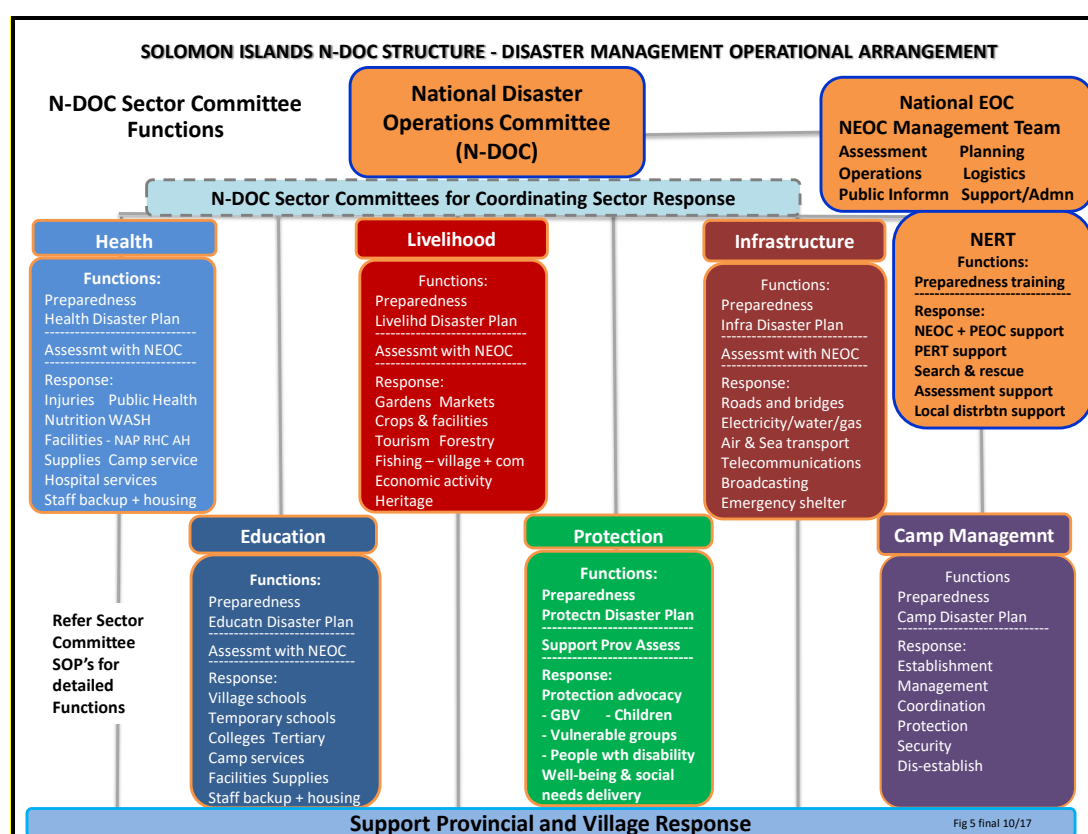 SOLOMON ISLANDS N-DOC STRUCTURE - DISASTER MANAGEMENT OPERATIONAL ARRANGEMENT
N-DOC Sector Committee
Functions
National Disaster
Operations Committee
(N-DOC)
National EOC
NEOC Management Team
Assessment Planning
Operations Logistics
Public Informn Support/Admn
N-DOC Sector Committees for Coordinating Sector Response
Health
Functions:
Preparedness
Health Disaster Plan
Assessmt with NEOC
Response:
Injuries Public Health
Nutrition WASH
Facilities - NAP RHC AH
Supplies Camp service
Hospital services
Staff backup + housing
Livelihood
Functions:
Preparedness
Livelihd Disaster Plan
Assessmt with NEOC
Response:
Gardens Markets
Crops & facilities
Tourism Forestry
Fishing – village + com
Economic activity
Heritage
Infrastructure
Functions:
Preparedness
Infra Disaster Plan
Assessmt with NEOC
Response:
Roads and bridges
Electricity/water/gas
Air & Sea transport
Telecommunications
Broadcasting
Emergency shelter
NERT
Functions:
Preparedness training
Response:
NEOC + PEOC support
PERT support
Search & rescue
Assessment support
Local distrbtn support
Refer Sector
Committee
SOP's for
detailed
Functions
Education
Functions:
Preparedness
Educatn Disaster Plan
Assessmt with NEOC
Response:
Village schools
Temporary schools
Colleges Tertiary
Camp services
Facilities Supplies
Staff backup + housing
Protection
Functions:
Preparedness
Protectn Disaster Plan
Support Prov Assess
Response:
Protection advocacy
- GBV - Children
- Vulnerable groups
- People wth disability
Well-being & social
needs delivery
Camp Managemnt
Functions
Preparedness
Camp Disaster Plan
Response:
Establishment
Management
Coordination
Protection
Security
Dis-establish
Support Provincial and Village Response
Fig 5 final 10/17